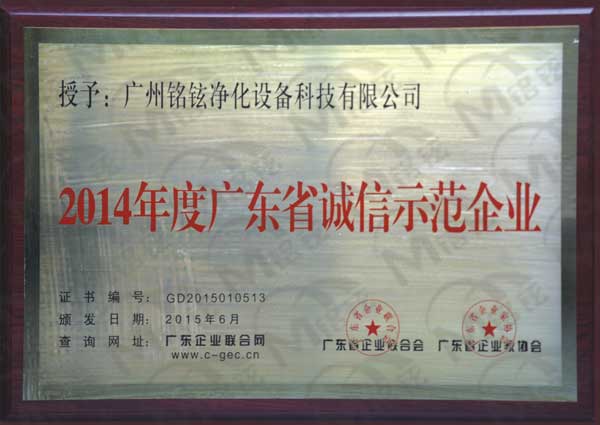 授予：广州铭铉净化设备科技有限公司
2014年度广东省诚信示范企业
证书编号：GD2015010513
颁发日期：2015年6月
查询网址：广东企业联合网
www.c-gec.cn
广东省企业联合会 广东省企业家协会